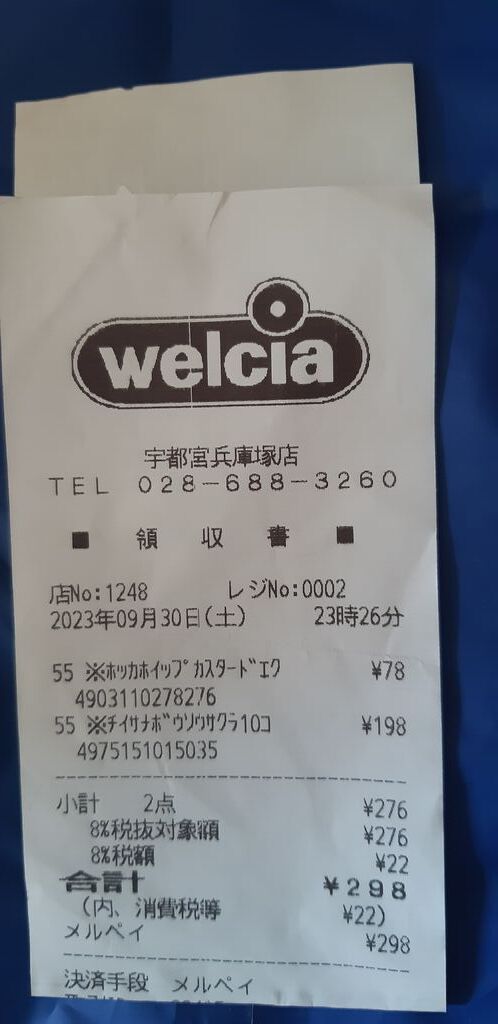 welcia
宇都宮兵庫塚店
TEL 028-688-3260
■ 領 収 書 ■
店No:1248 レジNo:0002
2023年09月30日(土) 23時26分
55 ※ホッカホイップカスタードエク ¥78
4903110278276
55 ※チイサナボウソウサクラ10コ ¥198
4975151015035
小計 2点 ¥276
8%税抜対象額 ¥276
8%税額 ¥22
合計 ¥298
(内、消費税等 ¥22)
メルペイ ¥298
決済手段 メルペイ